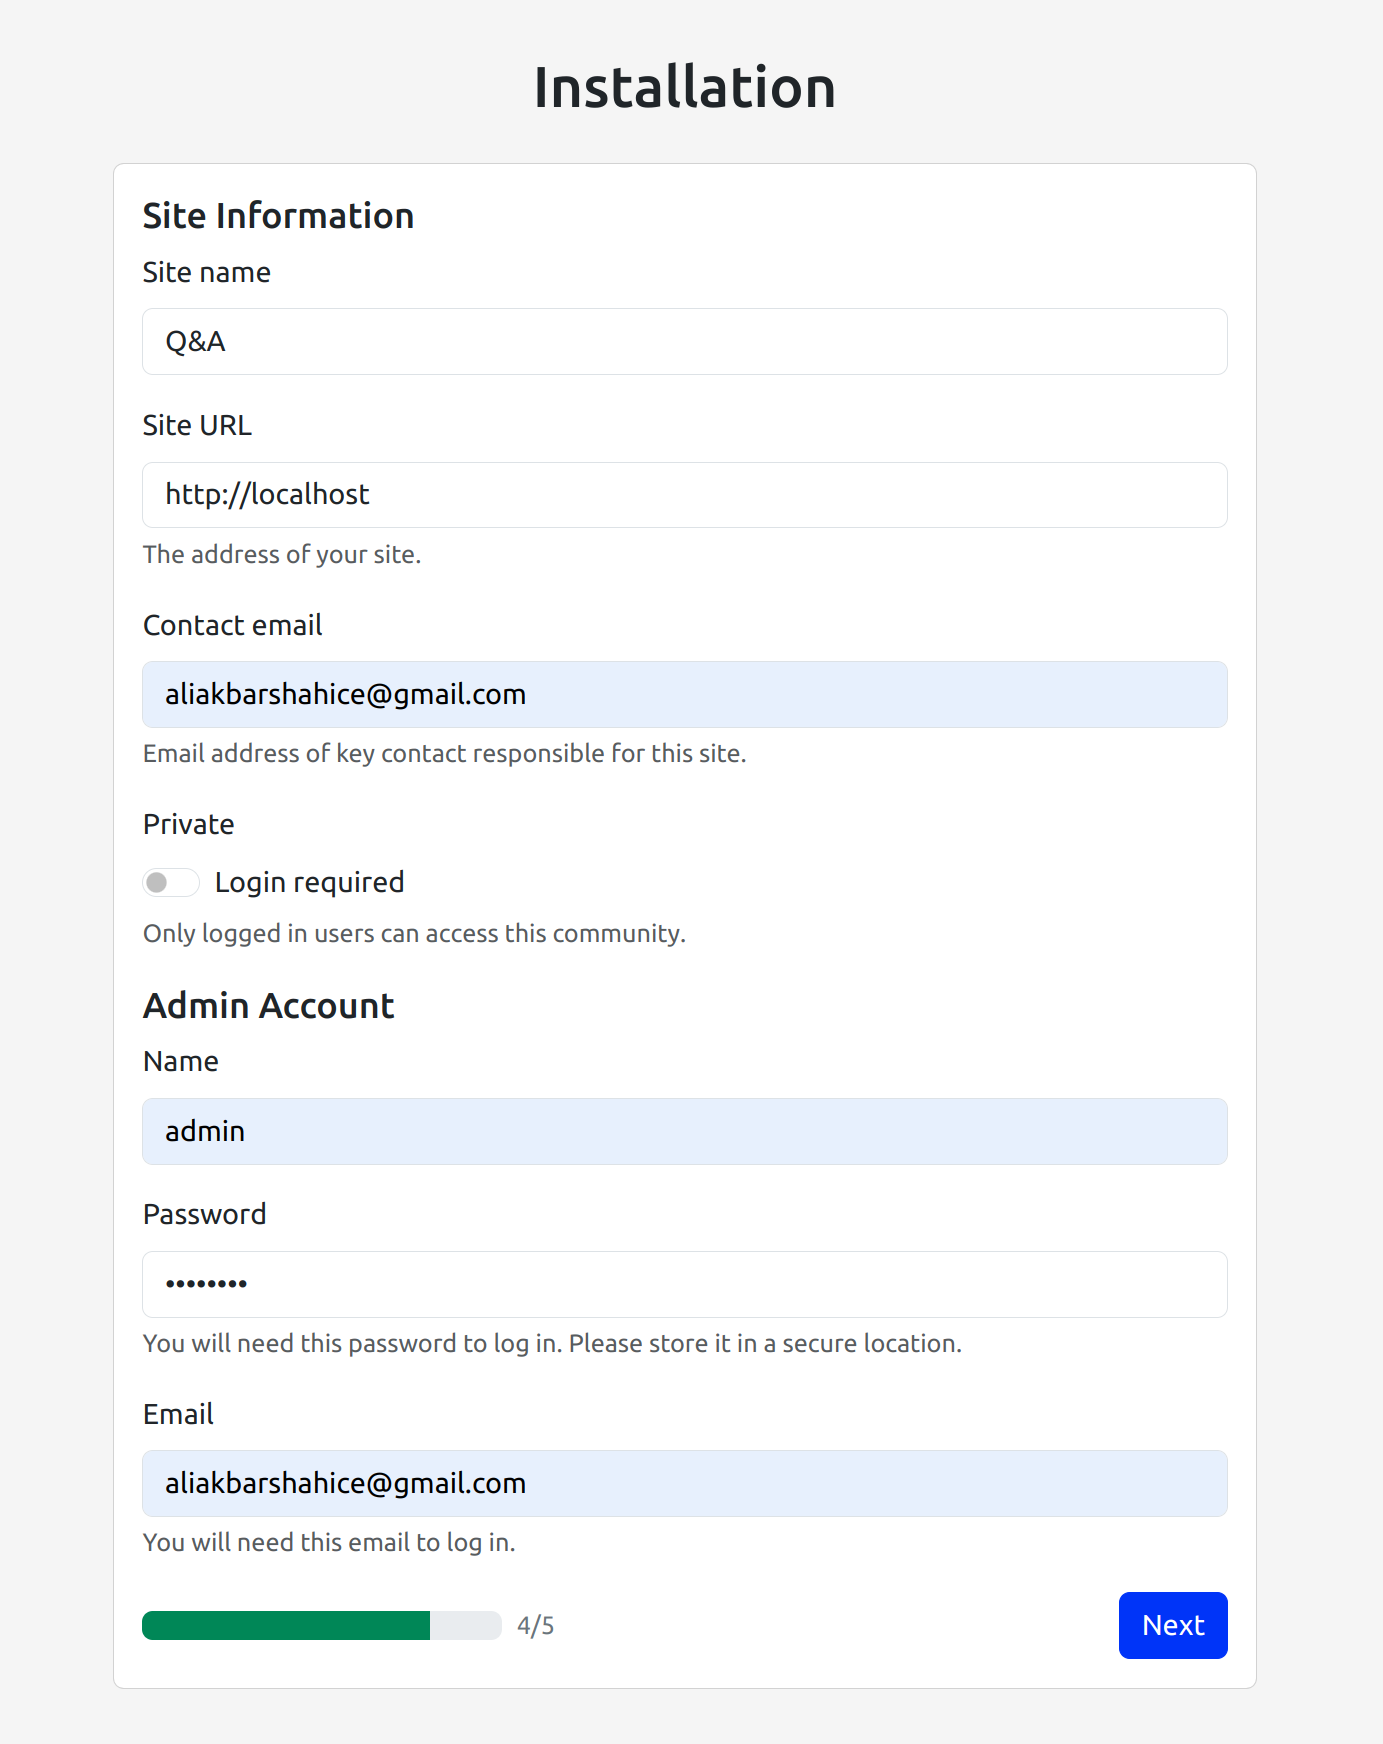 Installation
Site Information
Site name
Q&A
Site URL
http://localhost
The address of your site.
Contact email
aliakbarshahice@gmail.com
Email address of key contact responsible for this site.
Private
Login required
Only logged in users can access this community.
Admin Account
Name
admin
Password
••••••••
You will need this password to log in. Please store it in a secure location.
Email
aliakbarshahice@gmail.com
You will need this email to log in.
4/5
Next